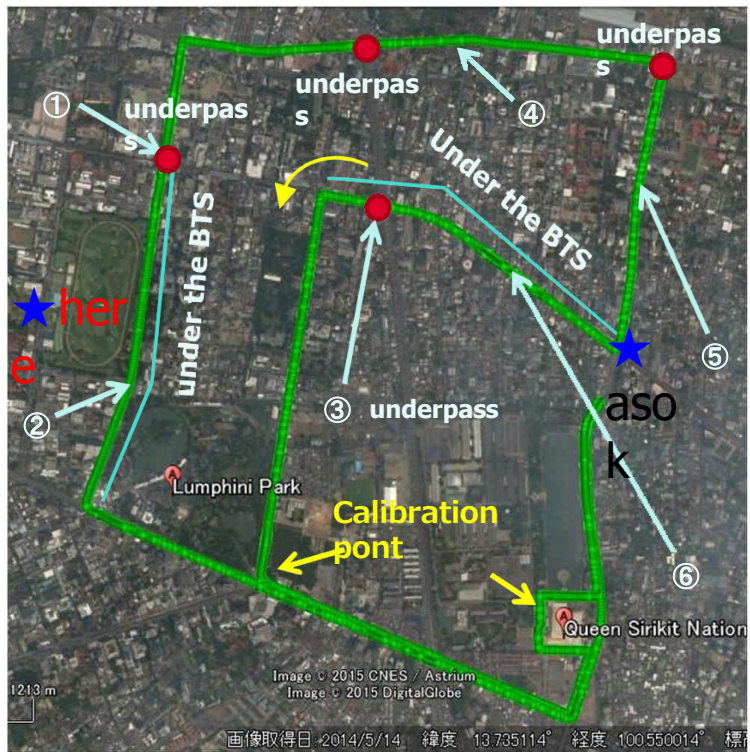 underpas
s
underpas
s
④
①
underpas
s
Under the BTS
under the BTS
her
e
⑤
②
③ underpass
aso
k
Lumphini Park
Calibration
pont
⑥
Queen Sirikit Nation
Image © 2015 CNES / Astrium
Image © 2015 DigitalGlobe
1213 m
画像取得日: 2014/5/14 緯度 13.735114° 経度 100.550014° 標高